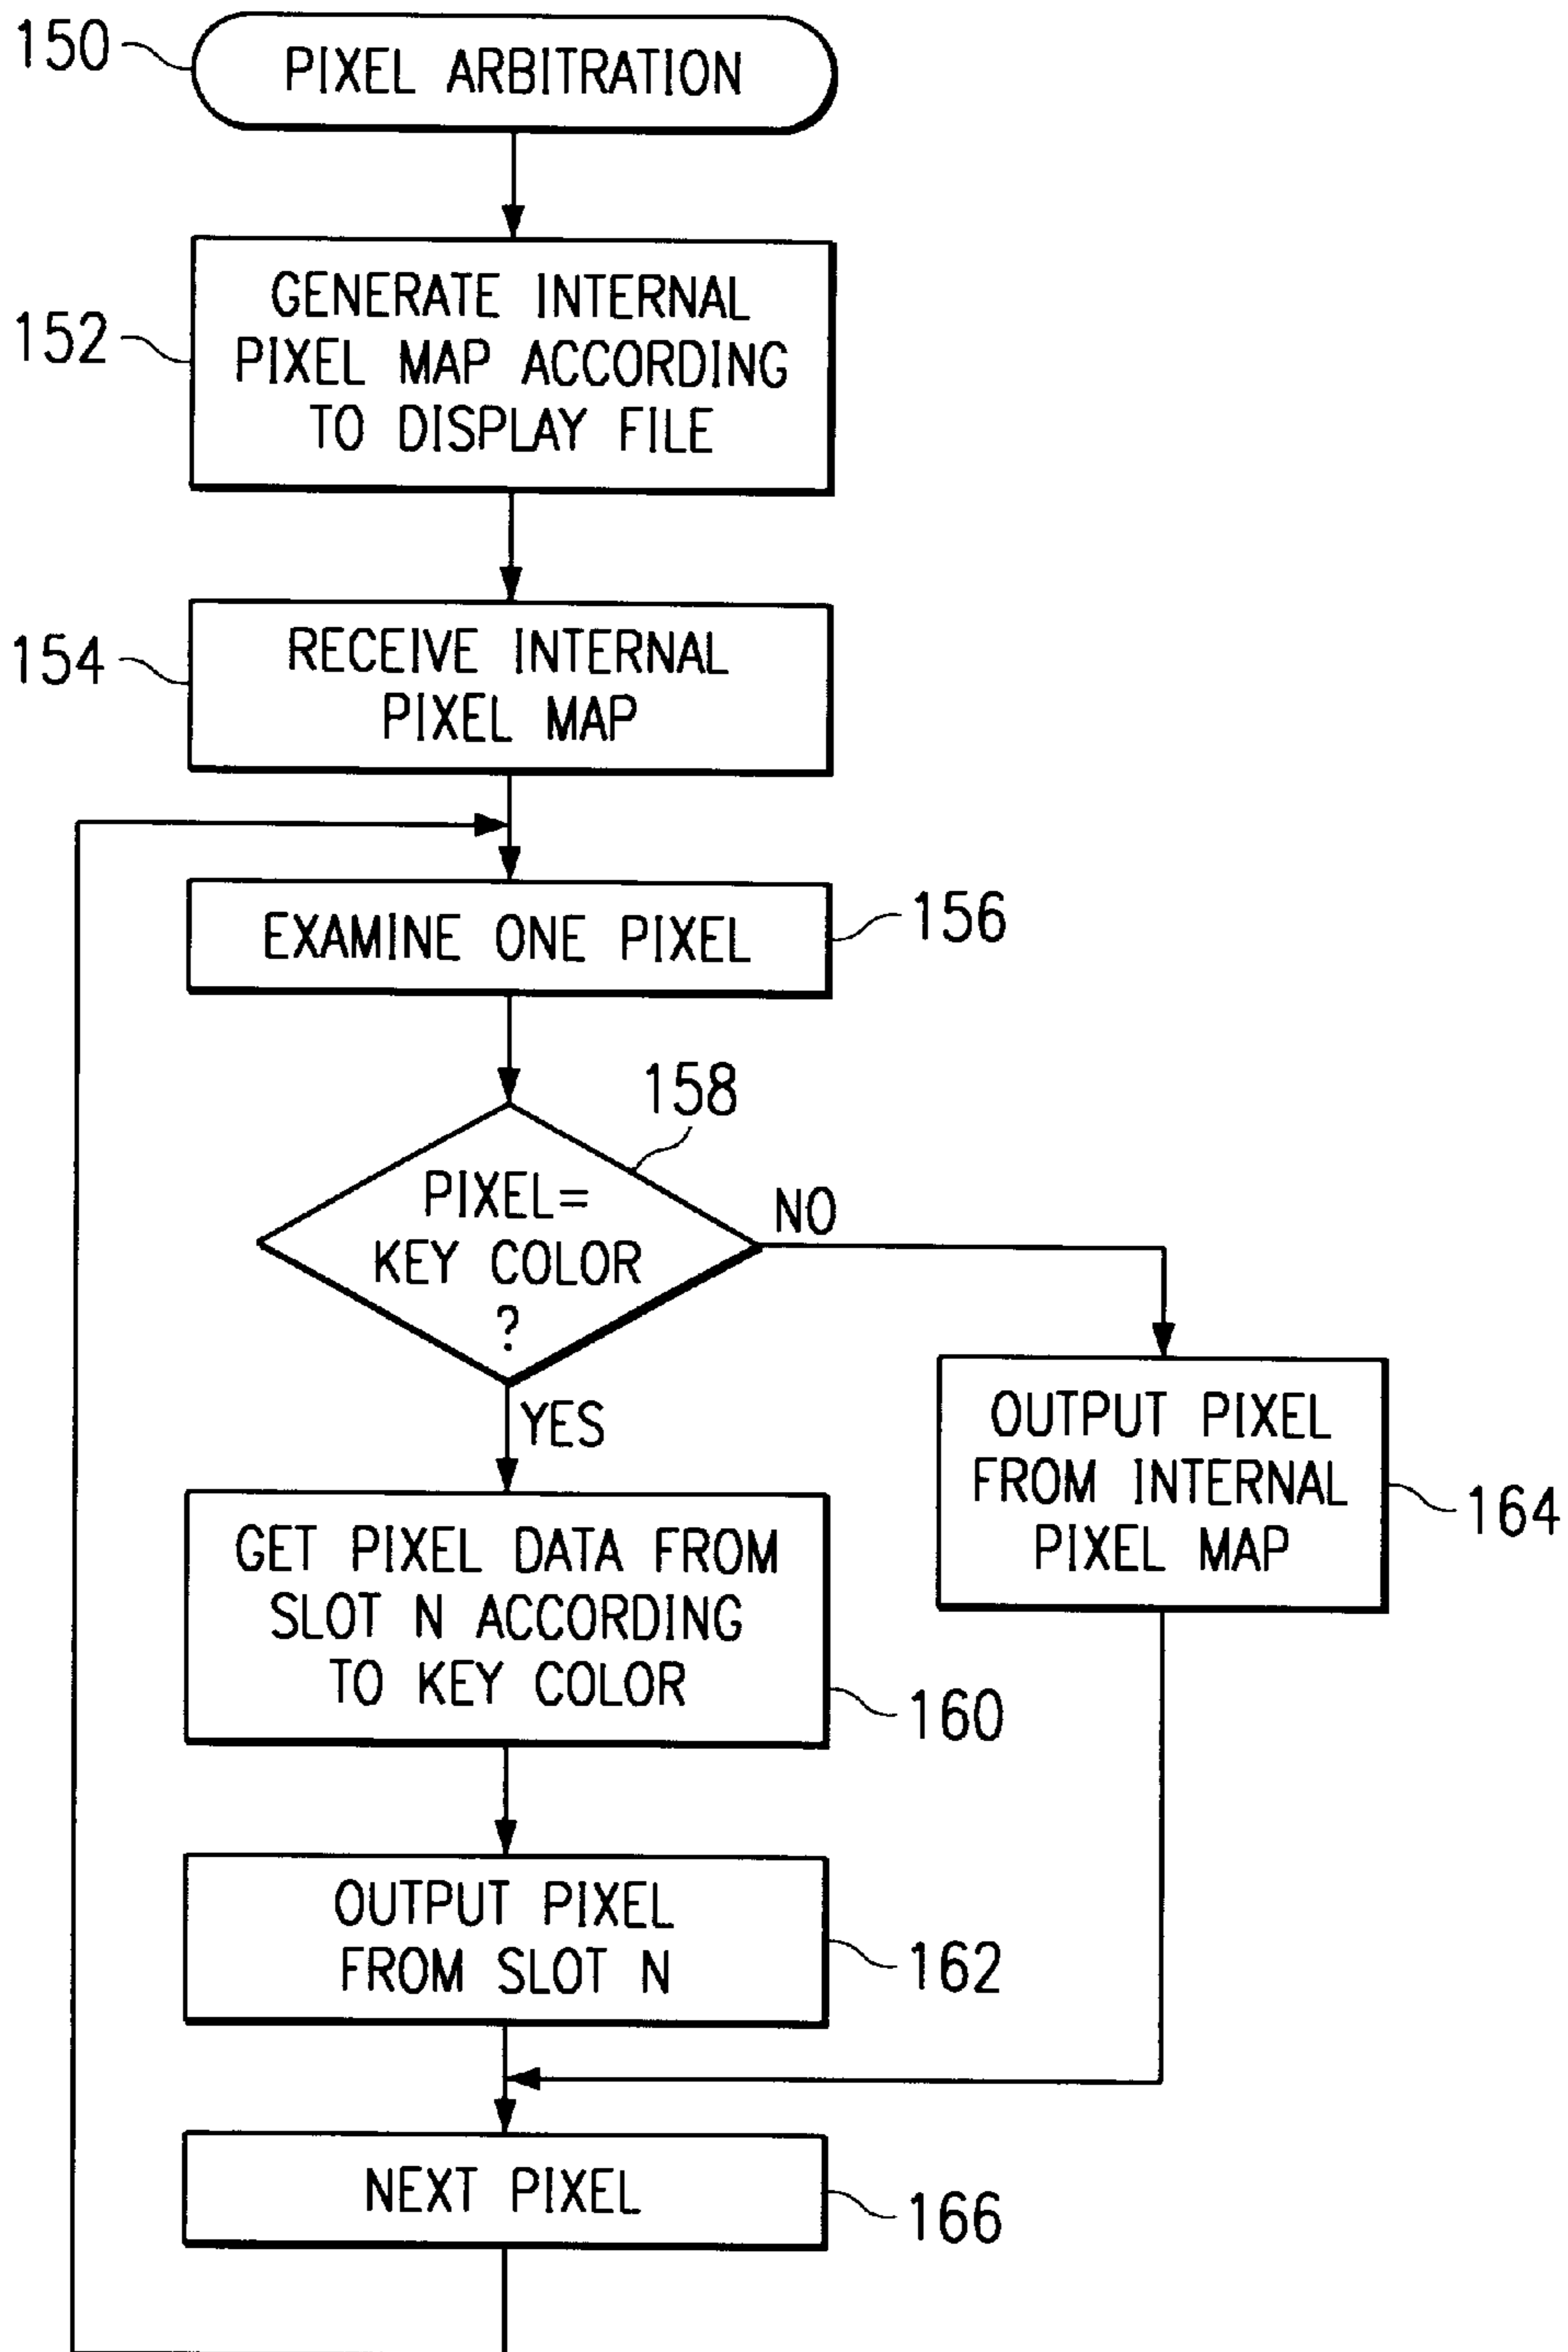 150
PIXEL ARBITRATION
152
GENERATE INTERNAL
PIXEL MAP ACCORDING
TO DISPLAY FILE
154
RECEIVE INTERNAL
PIXEL MAP
EXAMINE ONE PIXEL
156
158
PIXEL=
KEY COLOR
?
NO
YES
OUTPUT PIXEL
FROM INTERNAL
PIXEL MAP
164
GET PIXEL DATA FROM
SLOT N ACCORDING
TO KEY COLOR
160
OUTPUT PIXEL
FROM SLOT N
162
NEXT PIXEL
166